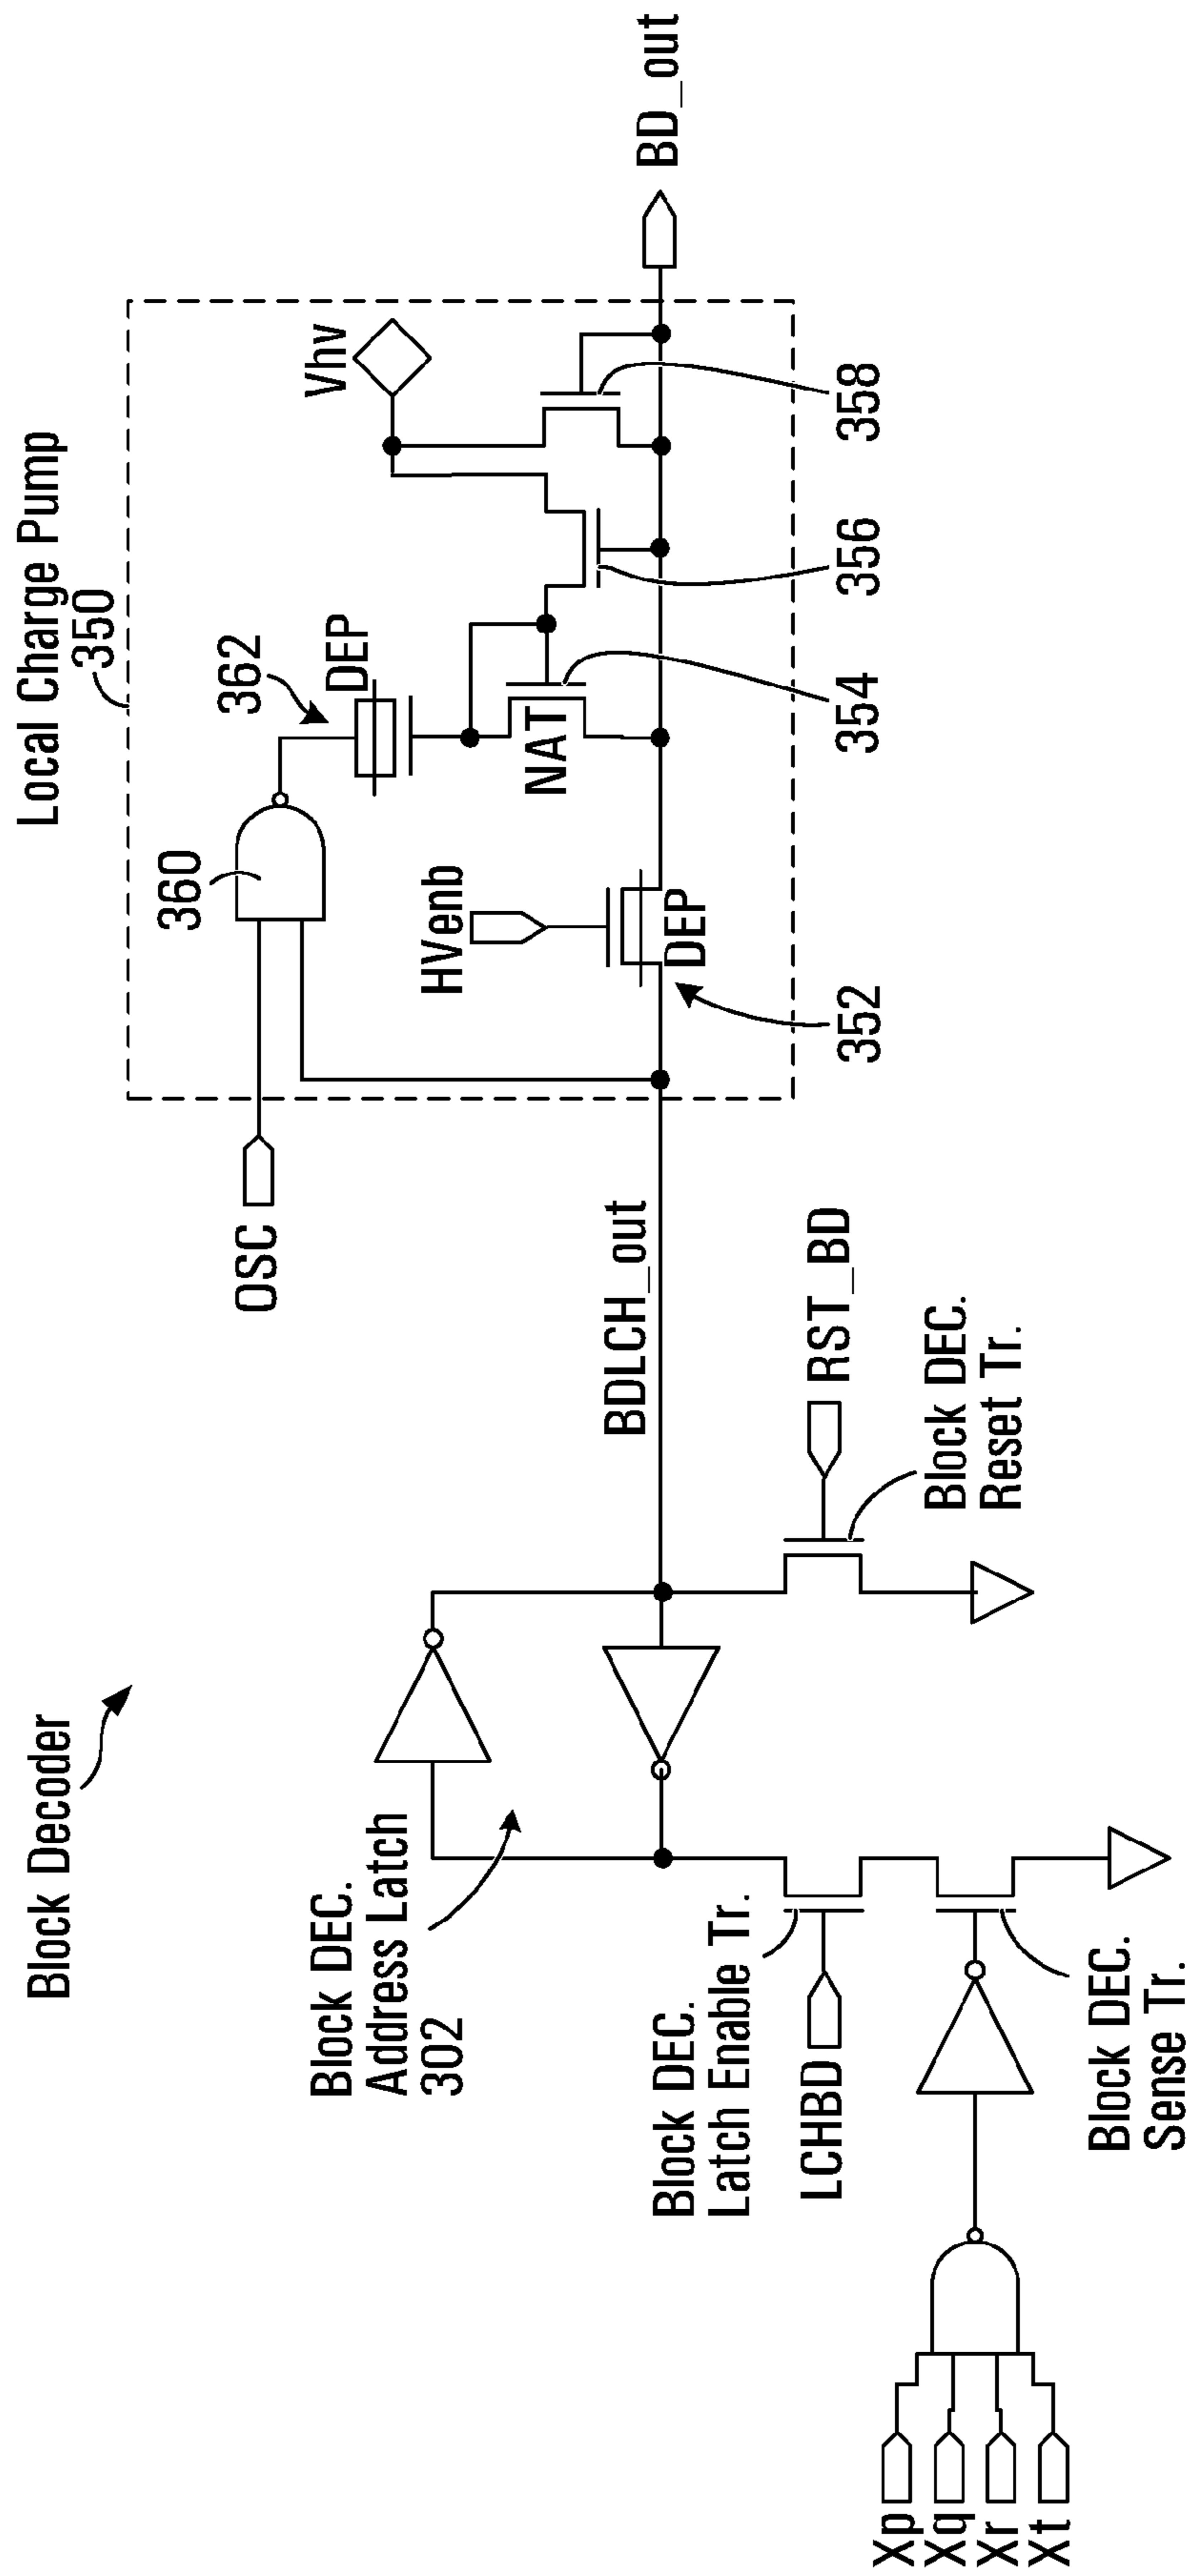 Block Decoder
Local Charge Pump
350
Block DEC.
Address Latch
302
OSC
360
362
DEP
Vhv
HVenb
NAT
BDLCH_out
DEP
BD_out
352
354
356
358
Block DEC.
Latch Enable Tr.
LCHBD
RST_BD
Block DEC.
Reset Tr.
Xp
Xq
Xr
Xt
Block DEC.
Sense Tr.